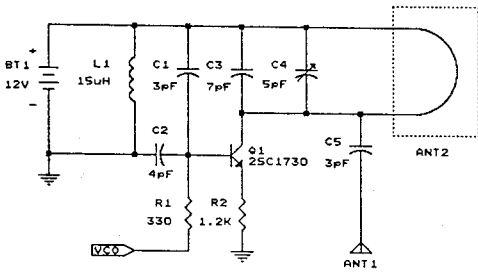 +
BT1
12V
-
L1
15uH
C1
3pF
C3
7pF
C4
5pF
C2
4pF
Q1
2SC1730
C5
3pF
ANT2
R1
330
R2
1.2K
VCO
ANT1